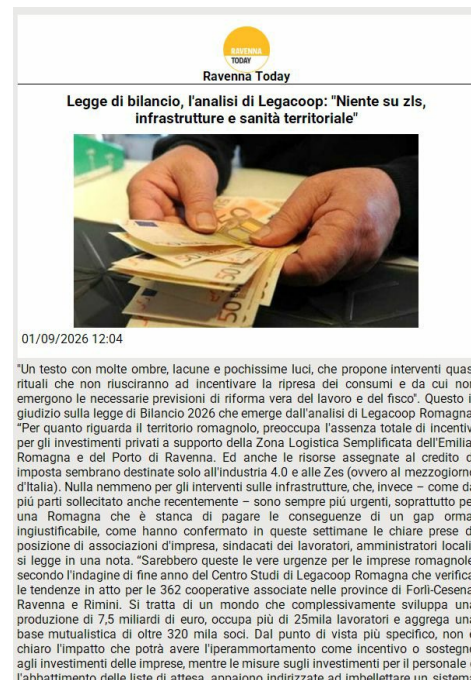 RAVENNA
TODAY
Ravenna Today
Legge di bilancio, l'analisi di Legacoop: "Niente su zls,
infrastrutture e sanità territoriale"
01/09/2026 12:04
"Un testo con molte ombre, lacune e pochissime luci, che propone interventi quas
rituali che non riusciranno ad incentivare la ripresa dei consumi e da cui non
emergono le necessarie previsioni di riforma vera del lavoro e del fisco". Questo i
giudizio sulla legge di Bilancio 2026 che emerge dall'analisi di Legacoop Romagna
"Per quanto riguarda il territorio romagnolo, preoccupa l'assenza totale di incentiv
per gli investimenti privati a supporto della Zona Logistica Semplificata dell'Emilia
Romagna e del Porto di Ravenna. Ed anche le risorse assegnate al credito d
imposta sembrano destinate solo all'industria 4.0 e alle Zes (ovvero al mezzogiorno
d'Italia). Nulla nemmeno per gli interventi sulle infrastrutture, che, invece – come da
piú parti sollecitato anche recentemente – sono sempre piú urgenti, soprattutto pe
una Romagna che è stanca di pagare le conseguenze di un gap orma
ingiustificabile, come hanno confermato in queste settimane le chiare prese d
posizione di associazioni d'impresa, sindacati dei lavoratori, amministratori locali
si legge in una nota. "Sarebbero queste le vere urgenze per le imprese romagnole
secondo l'indagine di fine anno del Centro Studi di Legacoop Romagna che verifica
le tendenze in atto per le 362 cooperative associate nelle province di Forlì-Cesena
Ravenna e Rimini. Si tratta di un mondo che complessivamente sviluppa una
produzione di 7,5 miliardi di euro, occupa più di 25mila lavoratori e aggrega una
base mutualistica di oltre 320 mila soci. Dal punto di vista più specifico, non è
chiaro l'impatto che potrà avere l'iperammortamento come incentivo o sostegno
agli investimenti delle imprese, mentre le misure sugli investimenti per il personale e
l'abbattimento delle liste di attesa, appaiono indirizzate ad imbellettare un sistema